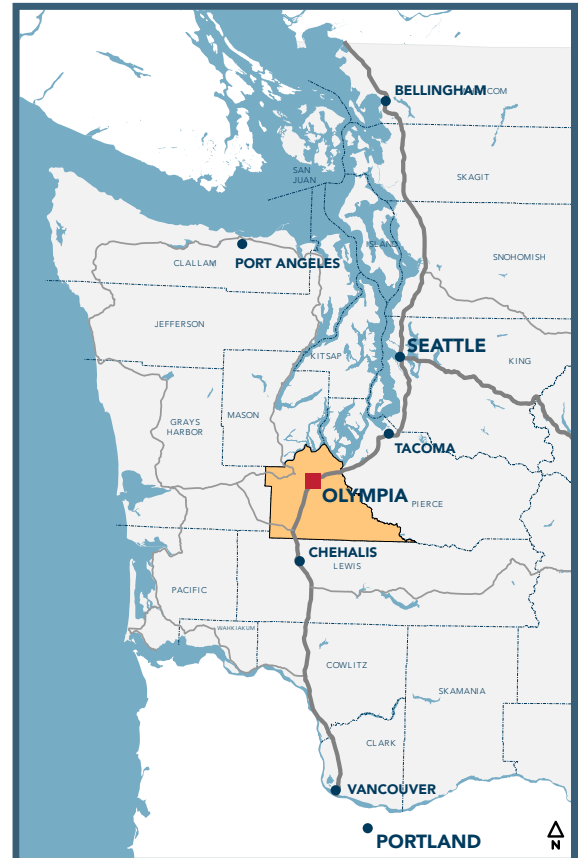 BELLINGHAM
COM
SAN
JUAN
SKAGIT
ISLAND
SNOHOMISH
PORT ANGELES
CLALLAM
JEFFERSON
SEATTLE
KITSAP
KING
MASON
GRAYS
HARBOR
TACOMA
OLYMPIA
PIERCE
CHEHALIS
LEWIS
PACIFIC
WAHKIAKUM
COWLITZ
SKAMANIA
CLARK
VANCOUVER
PORTLAND
N